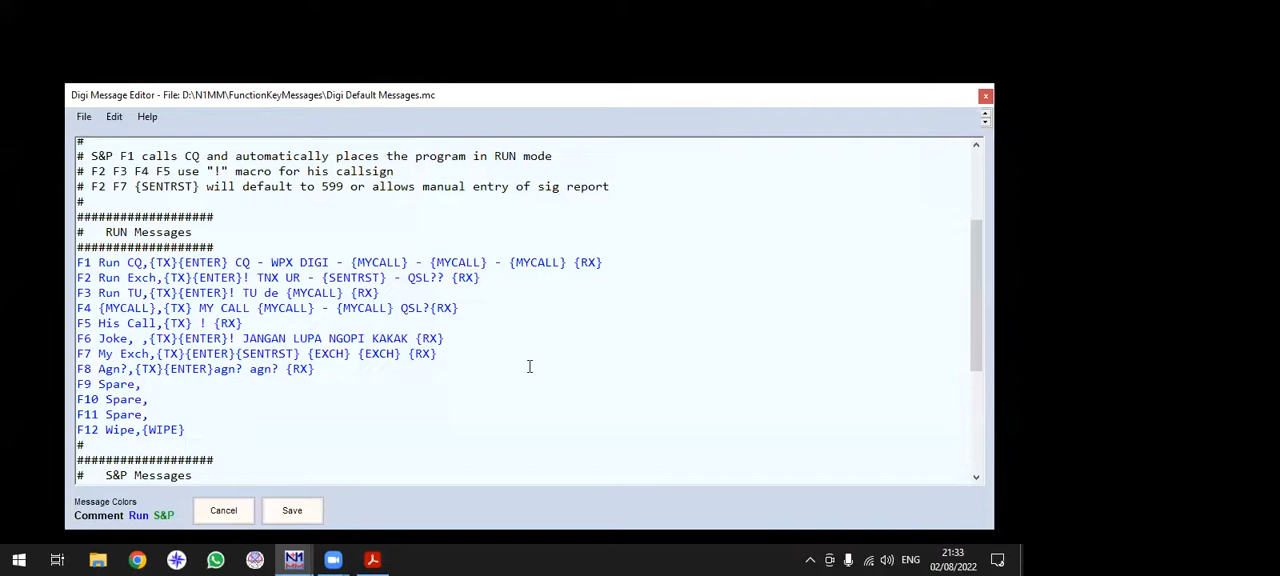 Digi Message Editor - File: D:\N1MM\FunctionKeyMessages\Digi Default Messages.mc
File Edit Help
#
# S&P F1 calls CQ and automatically places the program in RUN mode
# F2 F3 F4 F5 use "!" macro for his callsign
# F2 F7 {SENTRST} will default to 599 or allows manual entry of sig report
#
###################
#   RUN Messages
###################
F1 Run CQ,{TX}{ENTER} CQ - WPX DIGI - {MYCALL} - {MYCALL} - {MYCALL} {RX}
F2 Run Exch,{TX}{ENTER}! TNX UR - {SENTRST} - QSL?? {RX}
F3 Run TU,{TX}{ENTER}! TU de {MYCALL} {RX}
F4 {MYCALL},{TX} MY CALL {MYCALL} - {MYCALL} QSL?{RX}
F5 His Call,{TX} ! {RX}
F6 Joke, ,{TX}{ENTER}! JANGAN LUPA NGOPI KAKAK {RX}
F7 My Exch,{TX}{ENTER}{SENTRST} {EXCH} {EXCH} {RX}
F8 Agn?,{TX}{ENTER}agn? agn? {RX}
F9 Spare,
F10 Spare,
F11 Spare,
F12 Wipe,{WIPE}
#
###################
#   S&P Messages
Message Colors
Comment Run S&P
Cancel
Save
ENG
21:33
02/08/2022